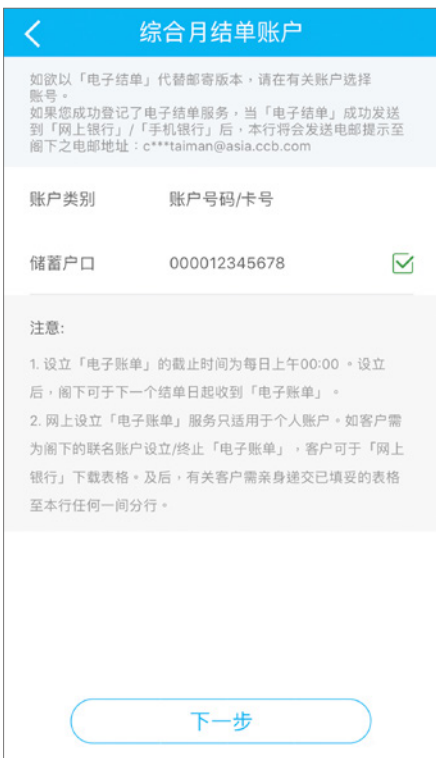 综合月结单账户
如欲以「电子结单」代替邮寄版本，请在有关账户选择
账号。
如果您成功登记了电子结单服务，当「电子结单」成功发送
到「网上银行」/「手机银行」后，本行将会发送电邮提示至
阁下之电邮地址：c***taiman@asia.ccb.com
账户类别 账户号码/卡号
储蓄户口 000012345678
注意:
1. 设立「电子账单」的截止时间为每日上午00:00 。设立
后，阁下可于下一个结单日起收到「电子账单」。
2. 网上设立「电子账单」服务只适用于个人账户。如客户需
为阁下的联名账户设立/终止「电子账单」，客户可于「网上
银行」下载表格。及后，有关客户需亲身递交已填妥的表格
至本行任何一间分行。
下一步